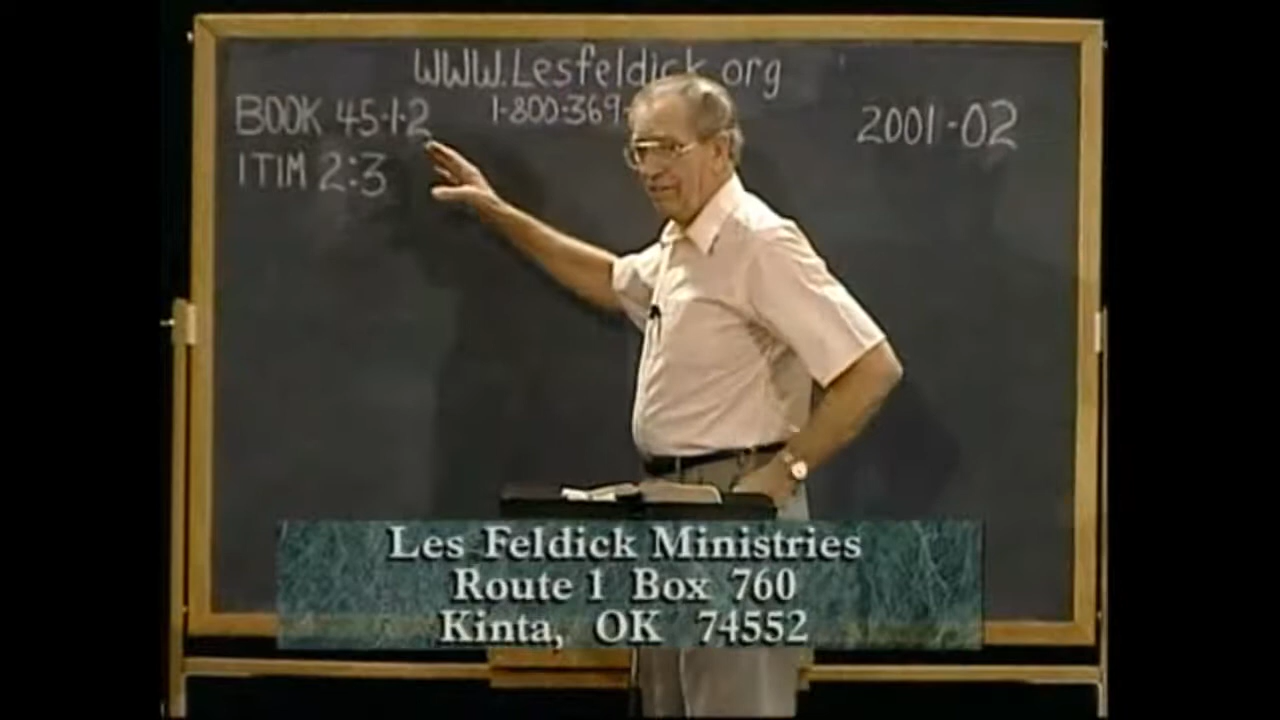 WWW.Lesfeldick.org
BOOK 45-1-2 1-800-369-
2001-02
1 TIM 2:3
Les Feldick Ministries
Route 1 Box 760
Kinta, OK 74552